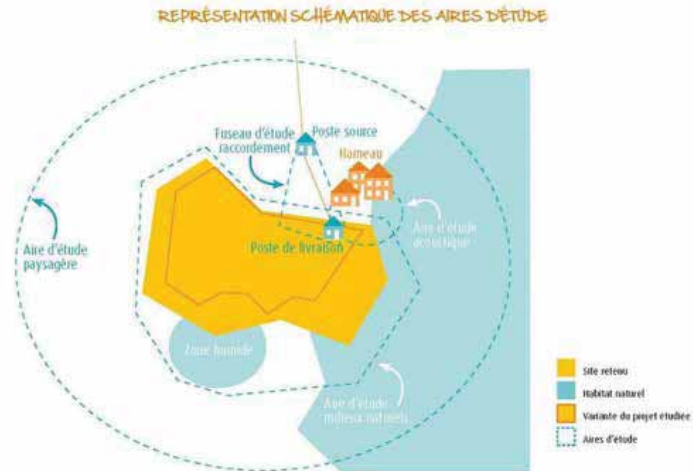 REPRÉSENTATION SCHÉMATIQUE DES AIRES D'ÉTUDE
Fuseau d'étude
raccordement
Poste source
Hameau
Aire d'étude
paysagère
Aire d'étude
acoustique
Poste de livraison
Zone humide
Aire d'étude
milieux naturels
Site retenu
Habitat naturel
Variante du projet étudiée
Aires d'étude